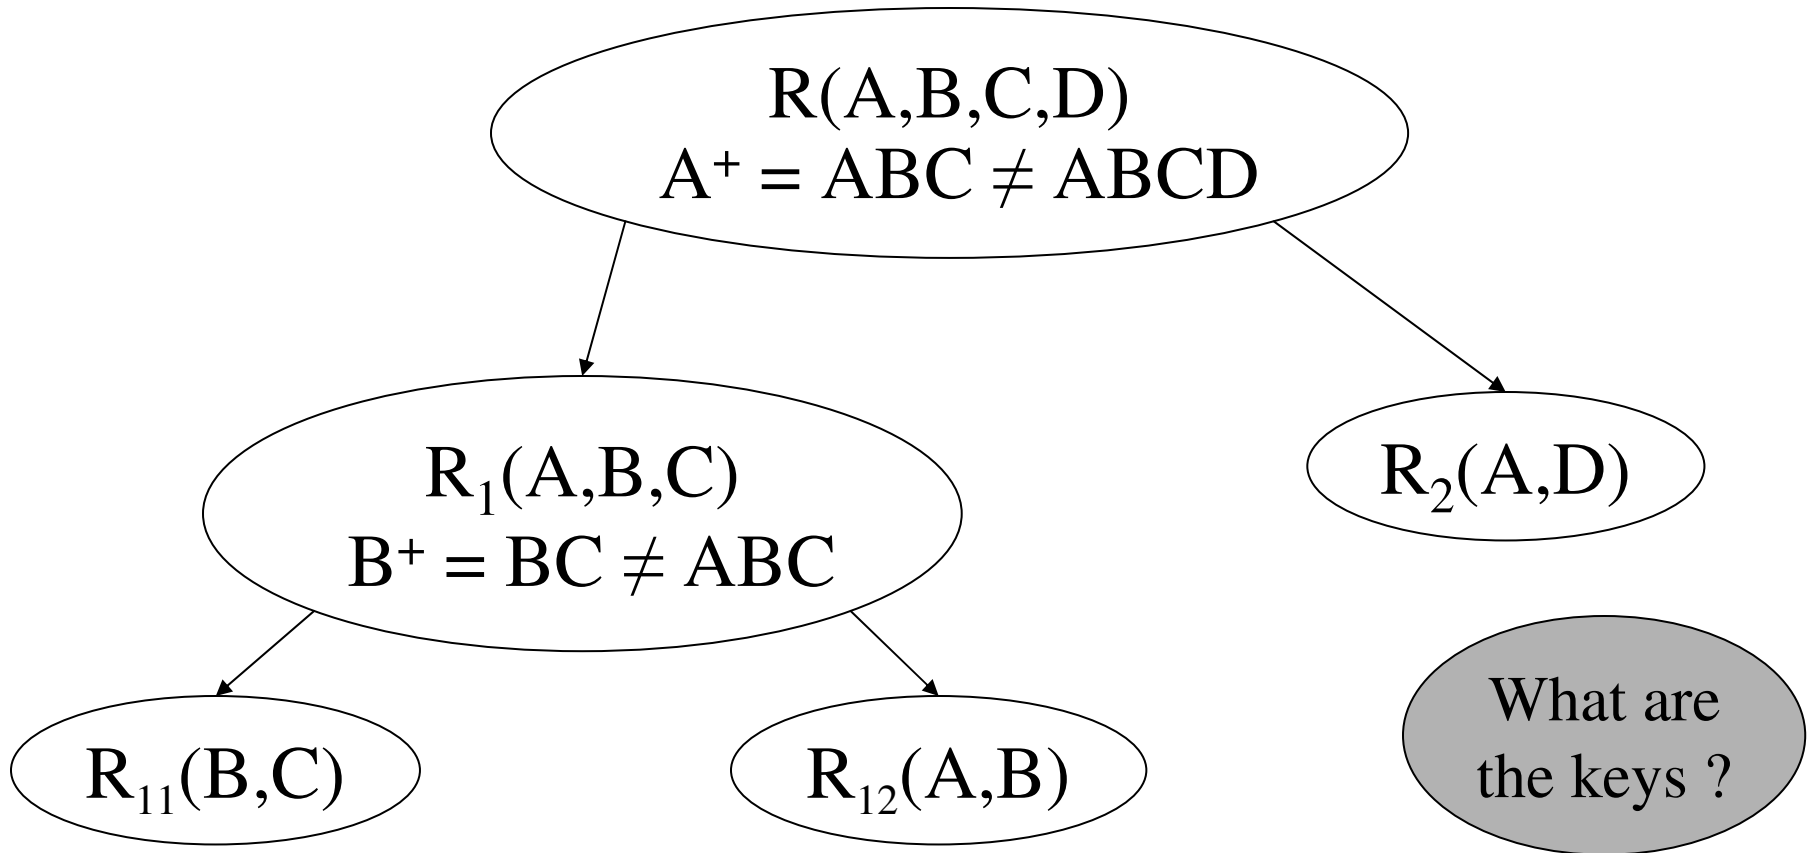 R(A,B,C,D)
A⁺ = ABC ≠ ABCD
R₁(A,B,C)
B⁺ = BC ≠ ABC
R₂(A,D)
R₁₁(B,C)
R₁₂(A,B)
What are
the keys ?